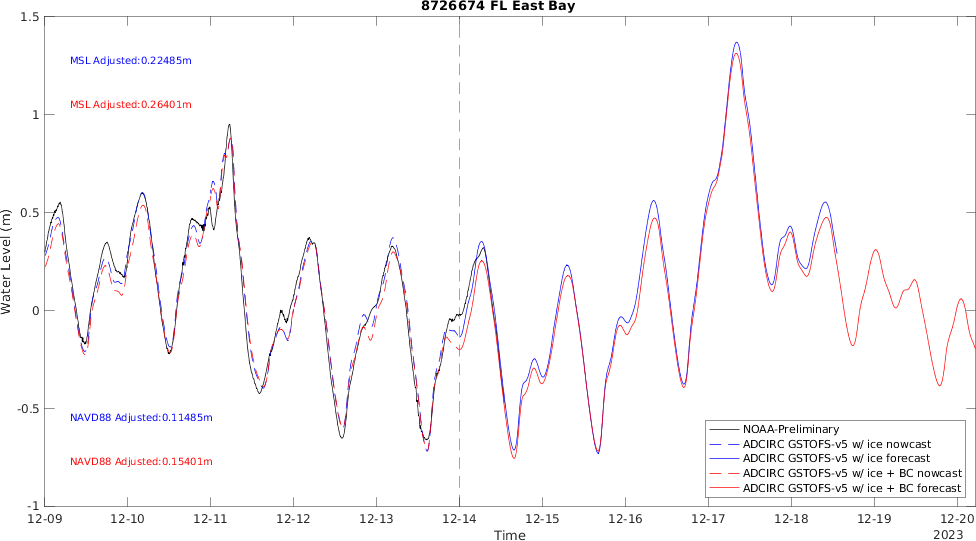 8726674 FL East Bay
1.5
1
0.5
0
-0.5
-1
Water Level (m)
MSL Adjusted:0.22485m
MSL Adjusted:0.26401m
NAVD88 Adjusted:0.11485m
NAVD88 Adjusted:0.15401m
NOAA-Preliminary
ADCIRC GSTOFS-v5 w/ ice nowcast
ADCIRC GSTOFS-v5 w/ ice forecast
ADCIRC GSTOFS-v5 w/ ice + BC nowcast
ADCIRC GSTOFS-v5 w/ ice + BC forecast
12-09 12-10 12-11 12-12 12-13 12-14 12-15 12-16 12-17 12-18 12-19 12-20
Time
2023